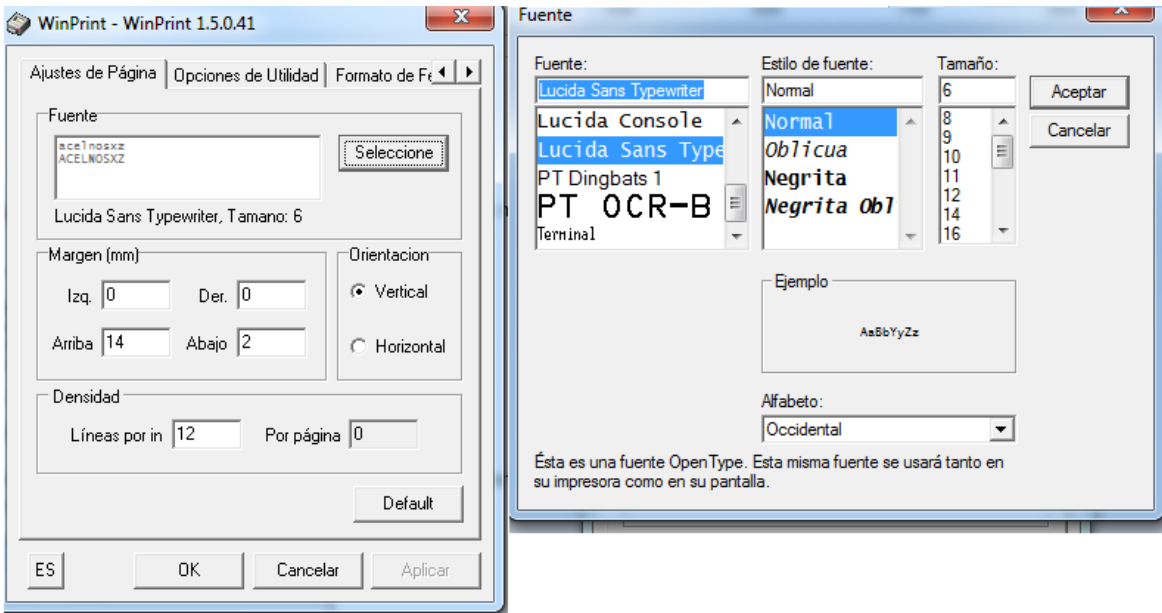 WinPrint - WinPrint 1.5.0.41
Ajustes de Página
Opciones de Utilidad
Formato de Fe
Fuente
acelnosxz
ACELNOSXZ
Seleccione
Lucida Sans Typewriter, Tamano: 6
Margen (mm)
Izq. 0
Der. 0
Arriba 14
Abajo 2
Orientacion
Vertical
Horizontal
Densidad
Líneas por in 12
Por página 0
Default
ES
OK
Cancelar
Aplicar
Fuente
Fuente:
Lucida Sans Typewriter
Lucida Console
Lucida Sans Type
PT Dingbats 1
PT OCR-B
Terminal
Estilo de fuente:
Normal
Normal
Oblicua
Negrita
Negrita Obl
Tamaño:
6
8
9
10
11
12
14
16
Aceptar
Cancelar
Ejemplo
AaBbYyZz
Alfabeto:
Occidental
Ésta es una fuente OpenType. Esta misma fuente se usará tanto en
su impresora como en su pantalla.